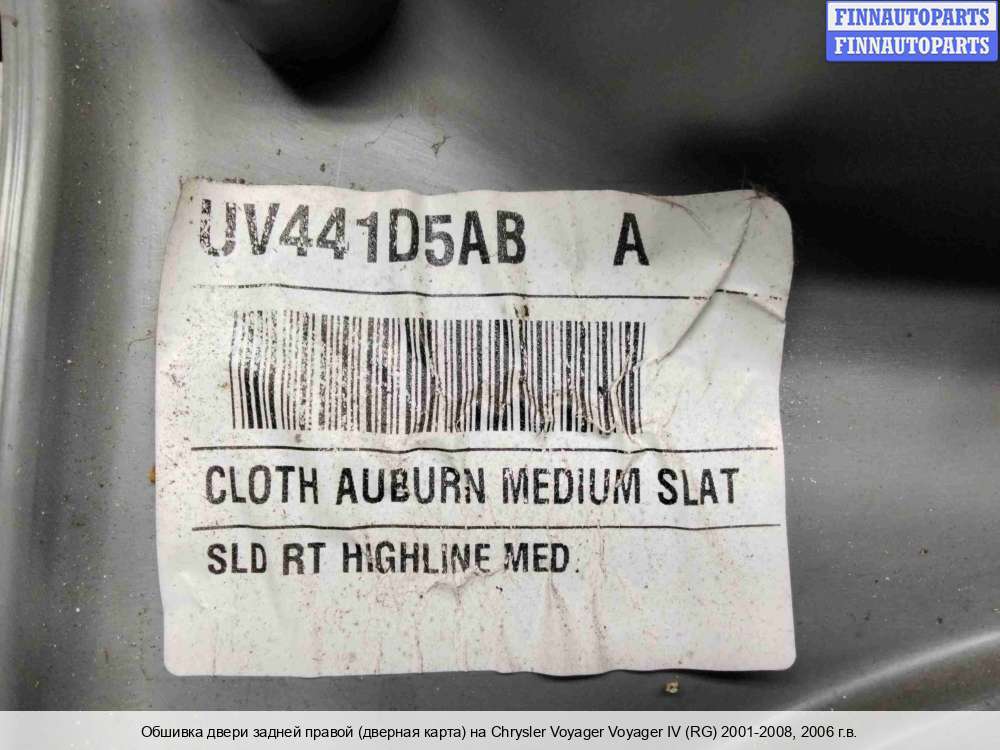 FINNAUTOPARTS
FINNAUTOPARTS
UV441D5AB A
CLOTH AUBURN MEDIUM SLAT
SLD RT HIGHLINE MED.
Обшивка двери задней правой (дверная карта) на Chrysler Voyager Voyager IV (RG) 2001-2008, 2006 г.в.